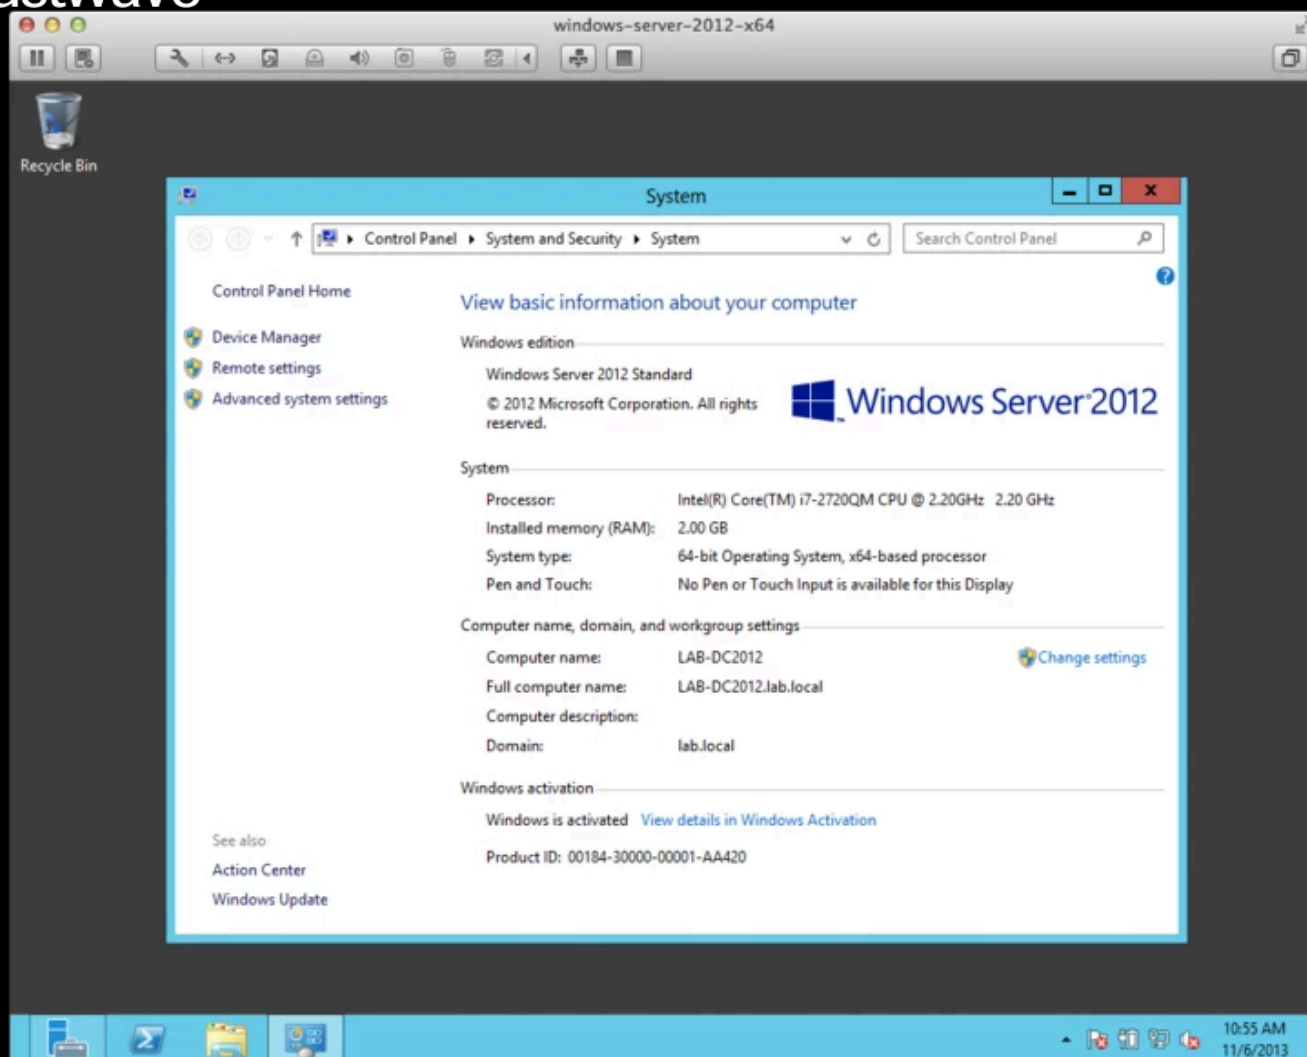 windows-server-2012-x64
Recycle Bin
System
Control Panel ▸ System and Security ▸ System
Search Control Panel
Control Panel Home
Device Manager
Remote settings
Advanced system settings
View basic information about your computer
Windows edition
Windows Server 2012 Standard
© 2012 Microsoft Corporation. All rights
reserved.
Windows Server 2012
System
Processor: Intel(R) Core(TM) i7-2720QM CPU @ 2.20GHz 2.20 GHz
Installed memory (RAM): 2.00 GB
System type: 64-bit Operating System, x64-based processor
Pen and Touch: No Pen or Touch Input is available for this Display
Computer name, domain, and workgroup settings
Computer name: LAB-DC2012
Change settings
Full computer name: LAB-DC2012.lab.local
Computer description:
Domain: lab.local
Windows activation
Windows is activated View details in Windows Activation
Product ID: 00184-30000-00001-AA420
See also
Action Center
Windows Update
10:55 AM
11/6/2013